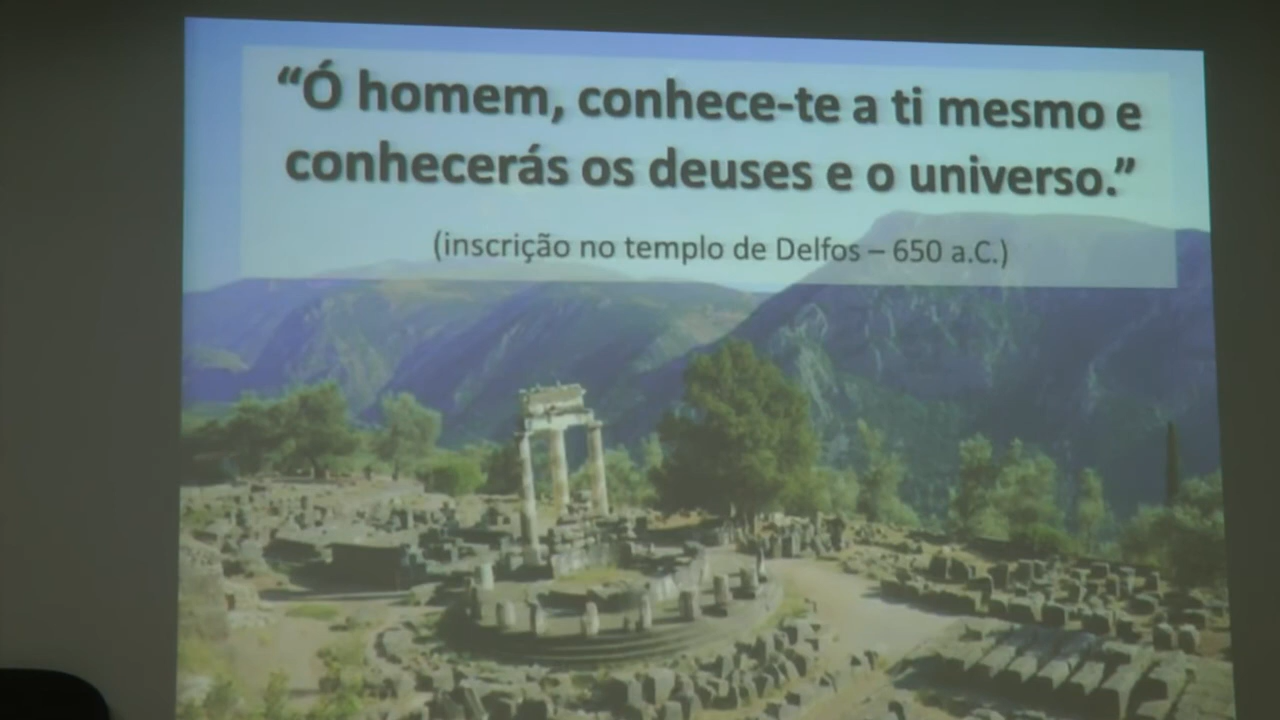 “Ó homem, conhece-te a ti mesmo e
conhecerás os deuses e o universo.”
(inscrição no templo de Delfos – 650 a.C.)